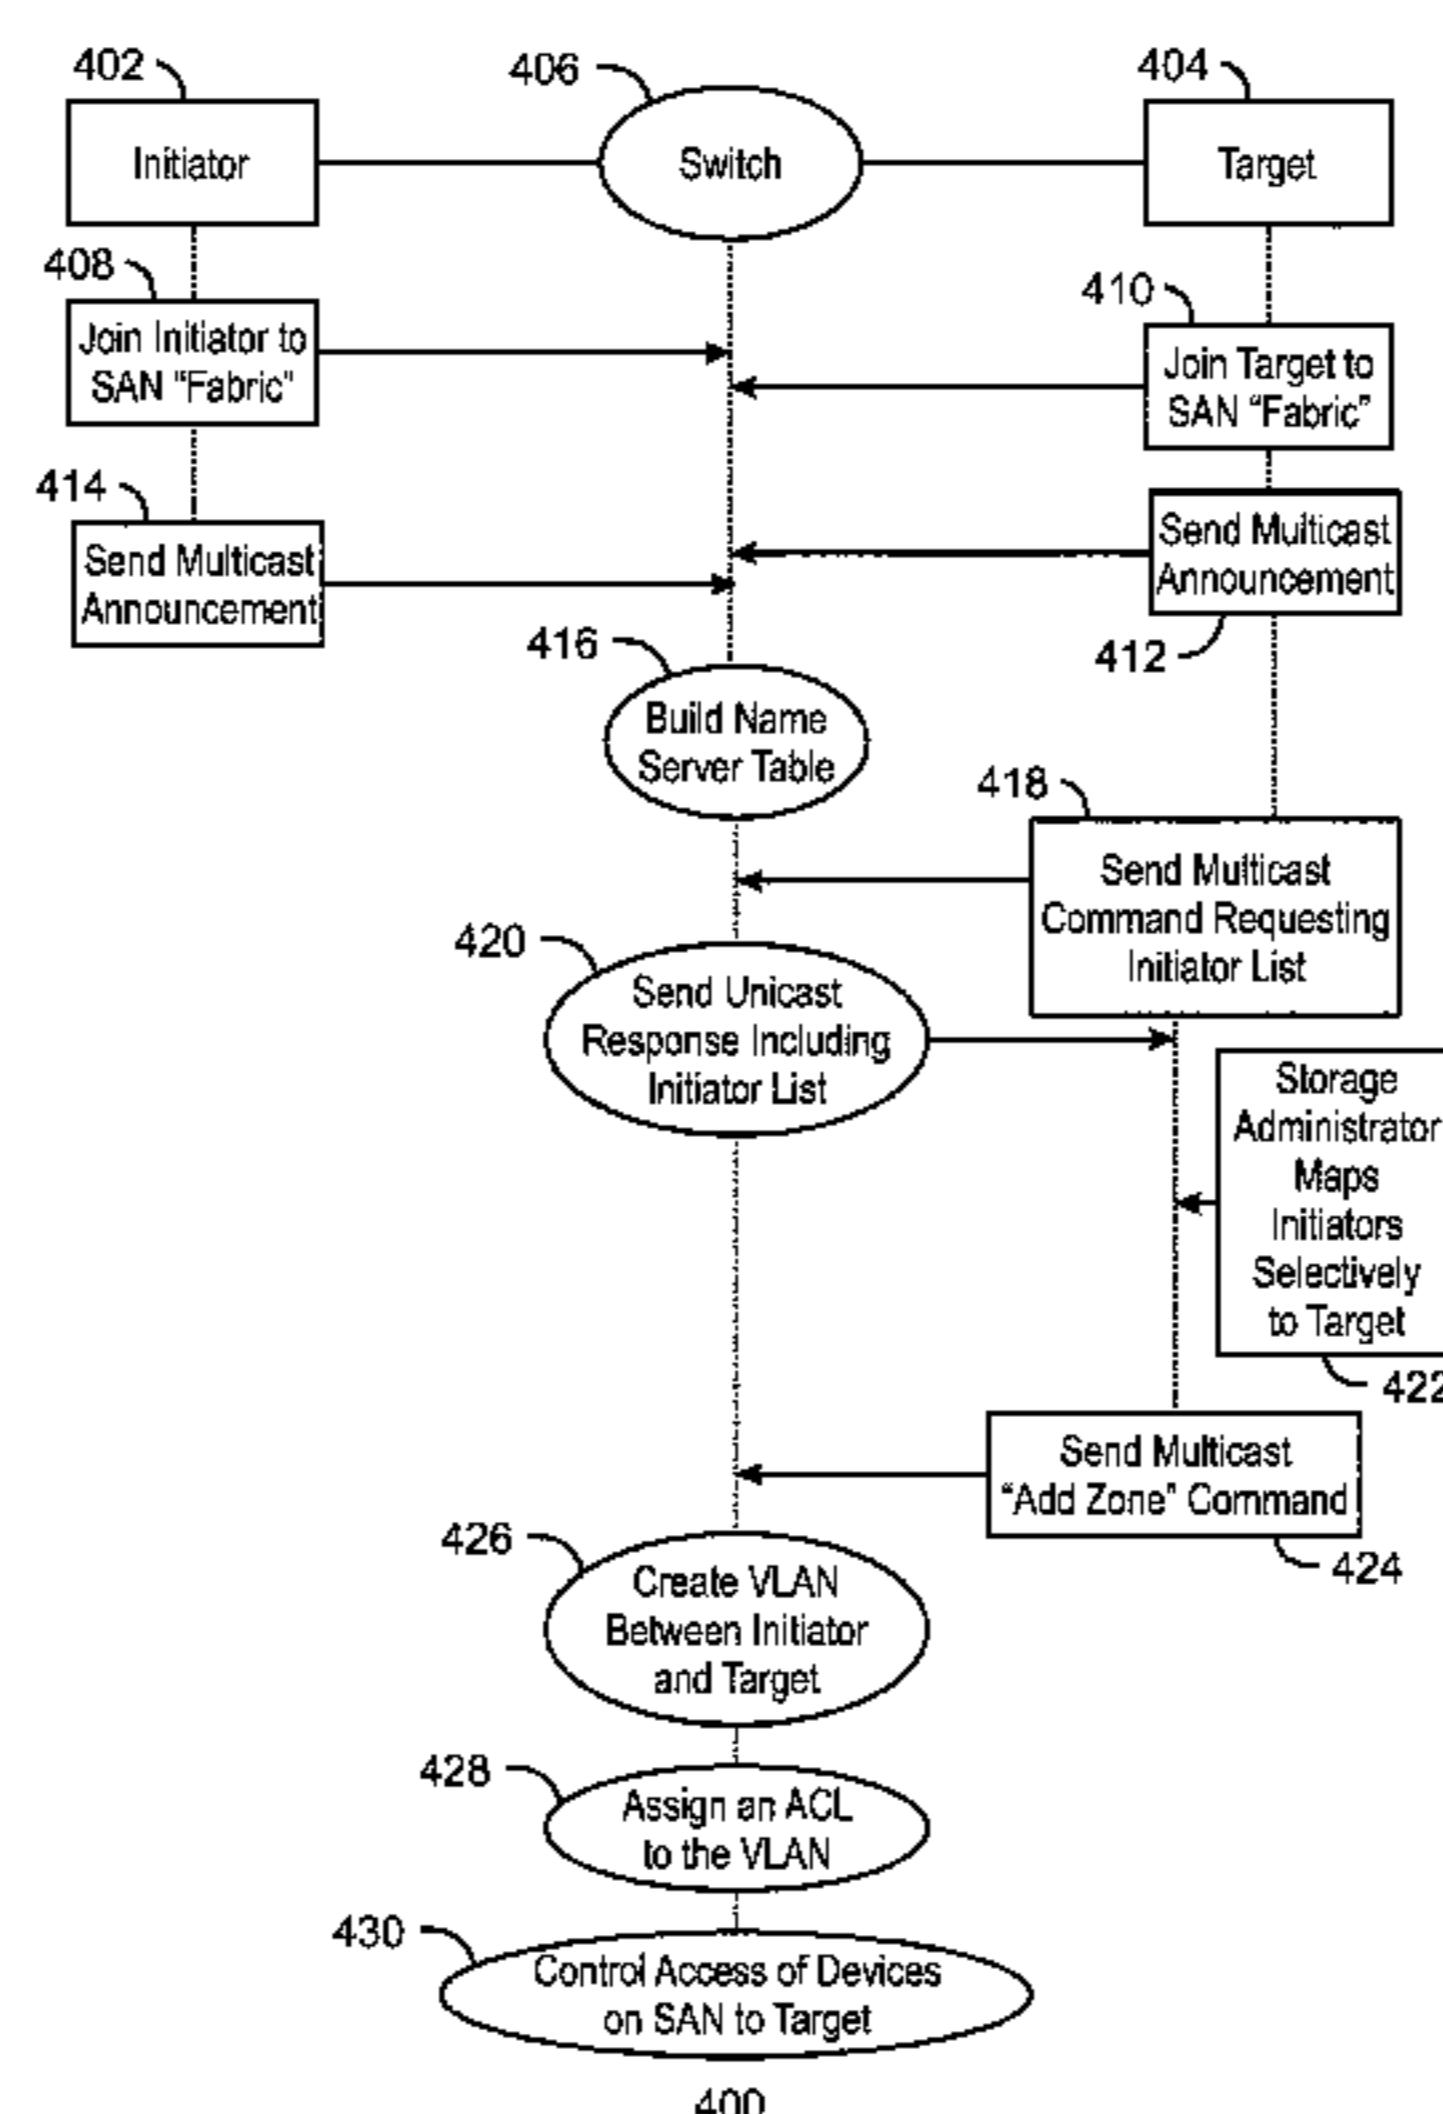 402
406
404
Initiator
Switch
Target
408
410
Join Initiator to
SAN "Fabric"
Join Target to
SAN "Fabric"
414
Send Multicast
Announcement
Send Multicast
Announcement
412
416
Build Name
Server Table
418
Send Multicast
Command Requesting
Initiator List
420
Send Unicast
Response Including
Initiator List
Storage
Administrator
Maps
Initiators
Selectively
to Target
422
Send Multicast
"Add Zone" Command
424
426
Create VLAN
Between Initiator
and Target
428
Assign an ACL
to the VLAN
430
Control Access of Devices
on SAN to Target
400